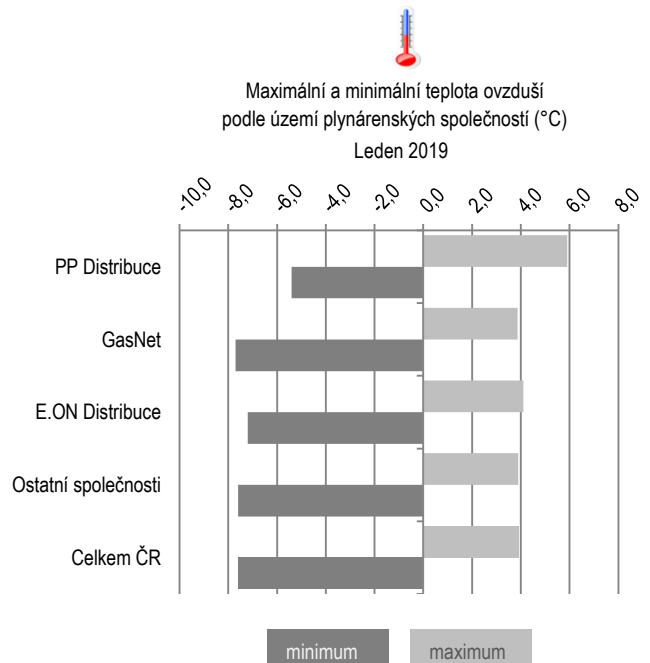 Maximální a minimální teplota ovzduší
podle území plynárenských společností (°C)
Leden 2019
-10,0 -8,0 -6,0 -4,0 -2,0 0,0 2,0 4,0 6,0 8,0
PP Distribuce
GasNet
E.ON Distribuce
Ostatní společnosti
Celkem ČR
minimum maximum